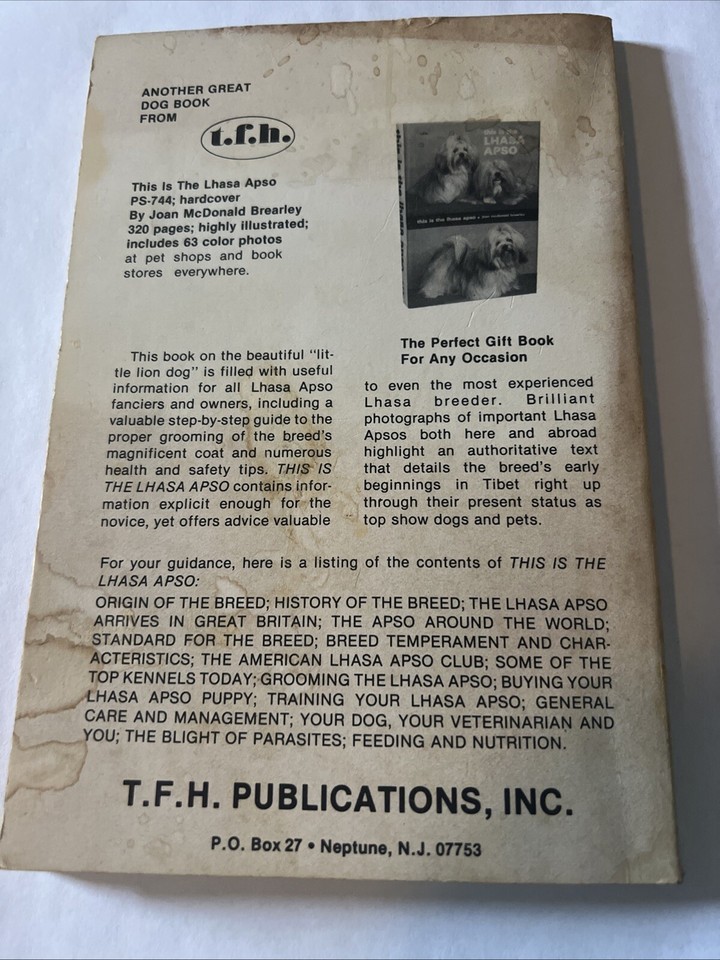 ANOTHER GREAT
DOG BOOK
FROM
t.f.h.
This Is The Lhasa Apso
PS-744; hardcover
By Joan McDonald Brearley
320 pages; highly illustrated;
includes 63 color photos
at pet shops and book
stores everywhere.
this is the
LHASA
APSO
this is the lhasa apso
this is the lhasa apso
The Perfect Gift Book
For Any Occasion
This book on the beautiful "lit-
tle lion dog" is filled with useful
information for all Lhasa Apso
fanciers and owners, including a
valuable step-by-step guide to the
proper grooming of the breed's
magnificent coat and numerous
health and safety tips. THIS IS
THE LHASA APSO contains infor-
mation explicit enough for the
novice, yet offers advice valuable
to even the most experienced
Lhasa breeder. Brilliant
photographs of important Lhasa
Apsos both here and abroad
highlight an authoritative text
that details the breed's early
beginnings in Tibet right up
through their present status as
top show dogs and pets.
For your guidance, here is a listing of the contents of THIS IS THE
LHASA APSO:
ORIGIN OF THE BREED; HISTORY OF THE BREED; THE LHASA APSO
ARRIVES IN GREAT BRITAIN; THE APSO AROUND THE WORLD;
STANDARD FOR THE BREED; BREED TEMPERAMENT AND CHAR-
ACTERISTICS; THE AMERICAN LHASA APSO CLUB; SOME OF THE
TOP KENNELS TODAY; GROOMING THE LHASA APSO; BUYING YOUR
LHASA APSO PUPPY; TRAINING YOUR LHASA APSO; GENERAL
CARE AND MANAGEMENT; YOUR DOG, YOUR VETERINARIAN AND
YOU; THE BLIGHT OF PARASITES; FEEDING AND NUTRITION.
T.F.H. PUBLICATIONS, INC.
P.O. Box 27 • Neptune, N.J. 07753